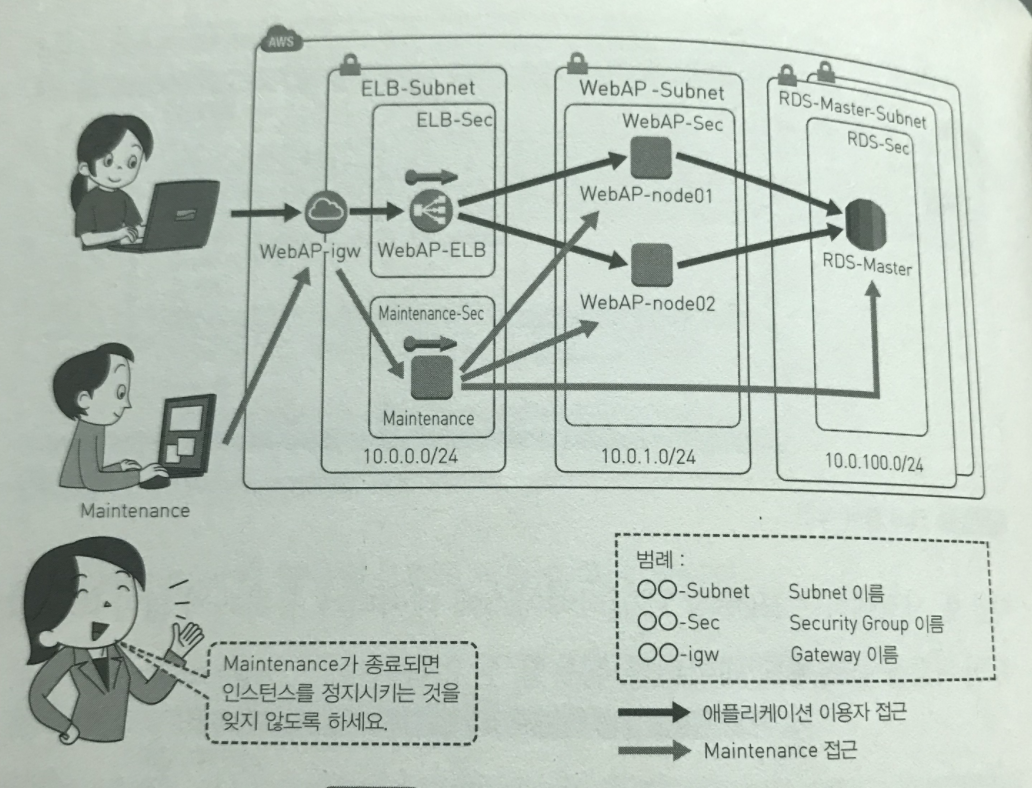 AWS
ELB-Subnet
ELB-Sec
WebAP-igw
WebAP-ELB
Maintenance-Sec
Maintenance
10.0.0.0/24
WebAP -Subnet
WebAP-Sec
WebAP-node01
WebAP-node02
10.0.1.0/24
RDS-Master-Subnet
RDS-Sec
RDS-Master
10.0.100.0/24
Maintenance
Maintenance가 종료되면
인스턴스를 정지시키는 것을
잊지 않도록 하세요.
범례 :
○○-Subnet Subnet 이름
○○-Sec Security Group 이름
○○-igw Gateway 이름
애플리케이션 이용자 접근
Maintenance 접근